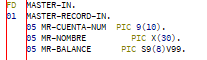 FD  MASTER-IN.
01  MASTER-RECORD-IN.
    05 MR-CUENTA-NUM  PIC 9(10).
    05 MR-NOMBRE         PIC X(30).
    05 MR-BALANCE      PIC S9(8)V99.